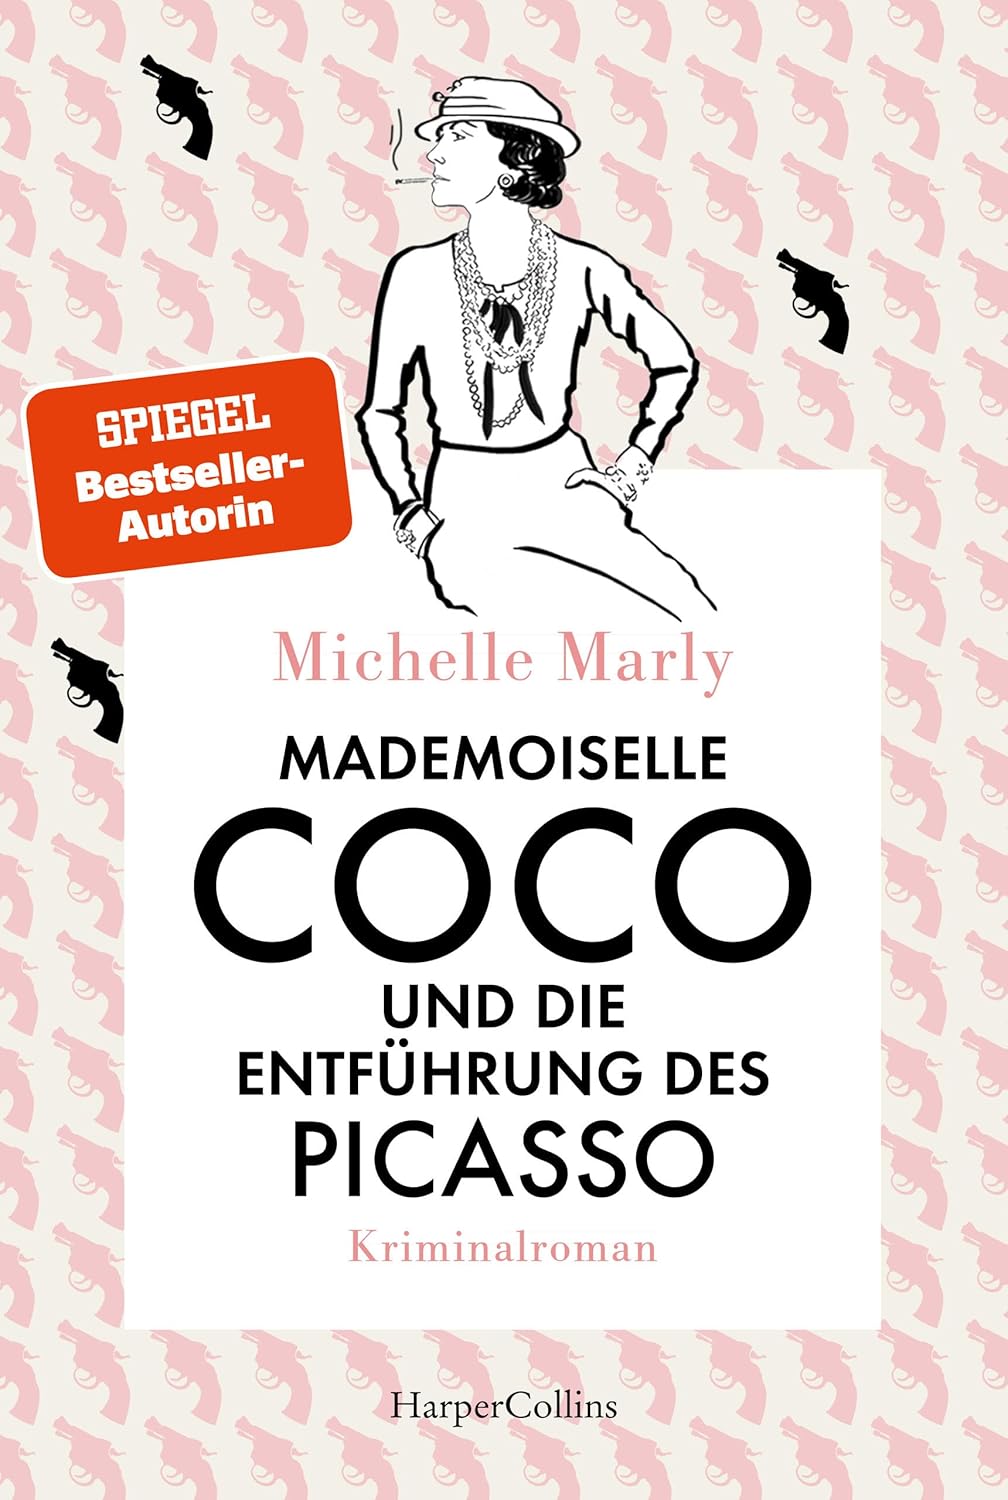 SPIEGEL
Bestseller-
Autorin
Michelle Marly
MADEMOISELLE
COCO
UND DIE
ENTFÜHRUNG DES
PICASSO
Kriminalroman
HarperCollins